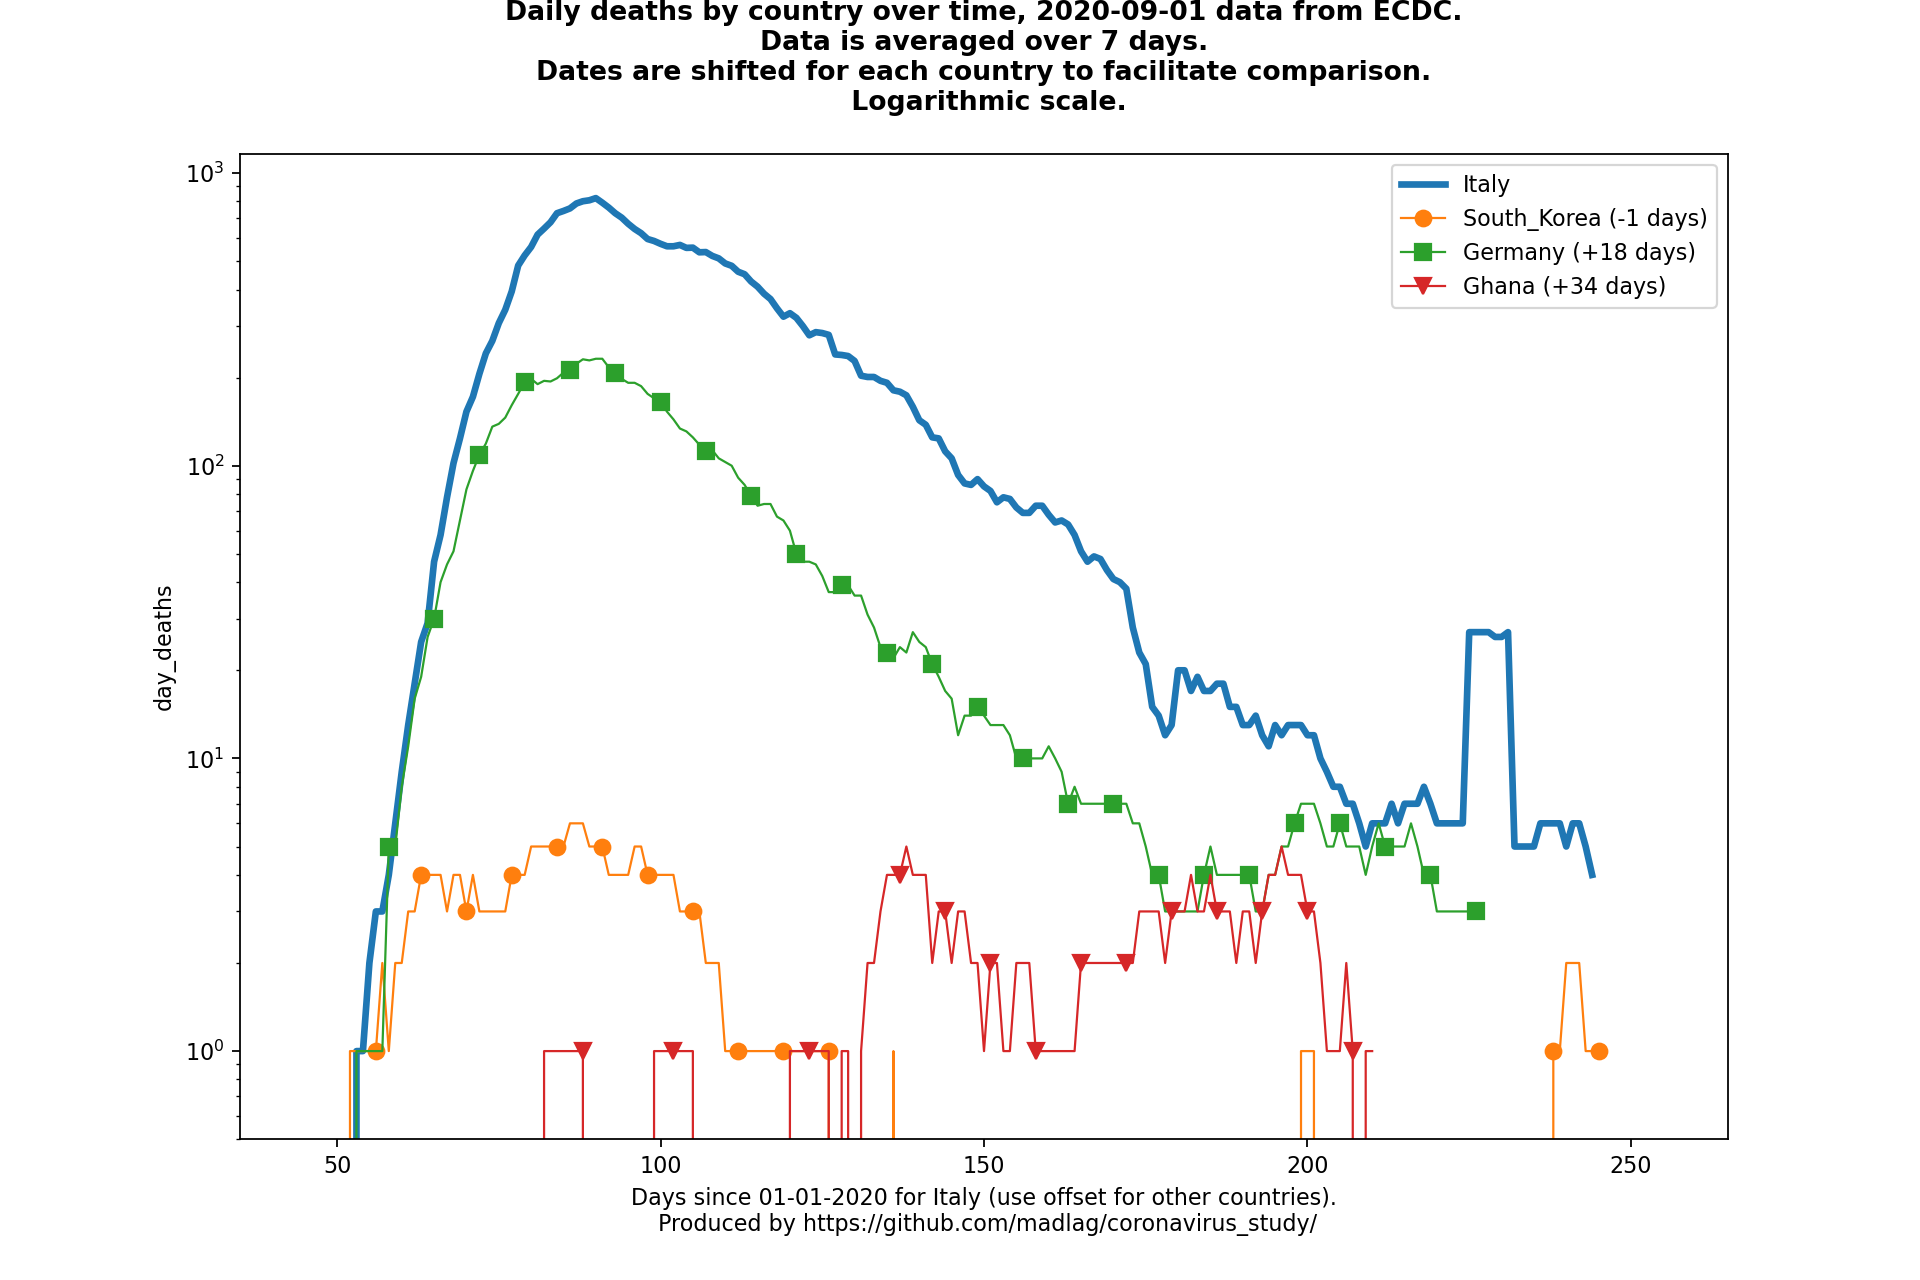 Daily deaths by country over time, 2020-09-01 data from ECDC.
Data is averaged over 7 days.
Dates are shifted for each country to facilitate comparison.
Logarithmic scale.
10³
10²
10¹
10⁰
day_deaths
Italy
South_Korea (-1 days)
Germany (+18 days)
Ghana (+34 days)
50
100
150
200
250
Days since 01-01-2020 for Italy (use offset for other countries).
Produced by https://github.com/madlag/coronavirus_study/